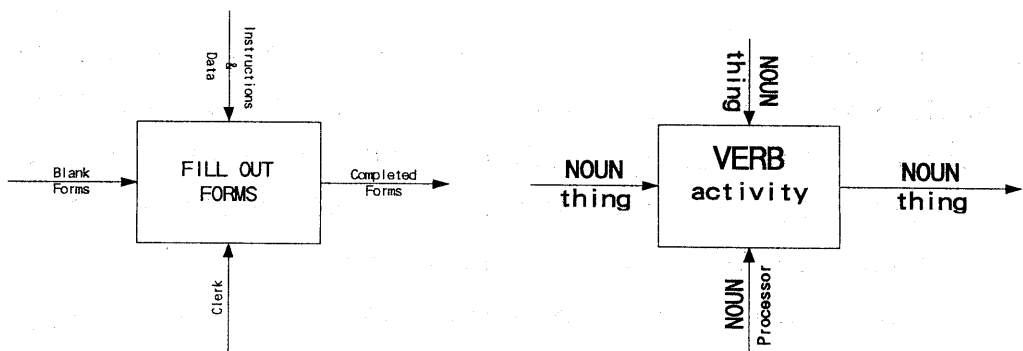 Instructions
&
Data
Blank
Forms
FILL OUT
FORMS
Completed
Forms
Clerk
NOUN
thing
NOUN
thing
VERB
activity
NOUN
thing
NOUN
Processor